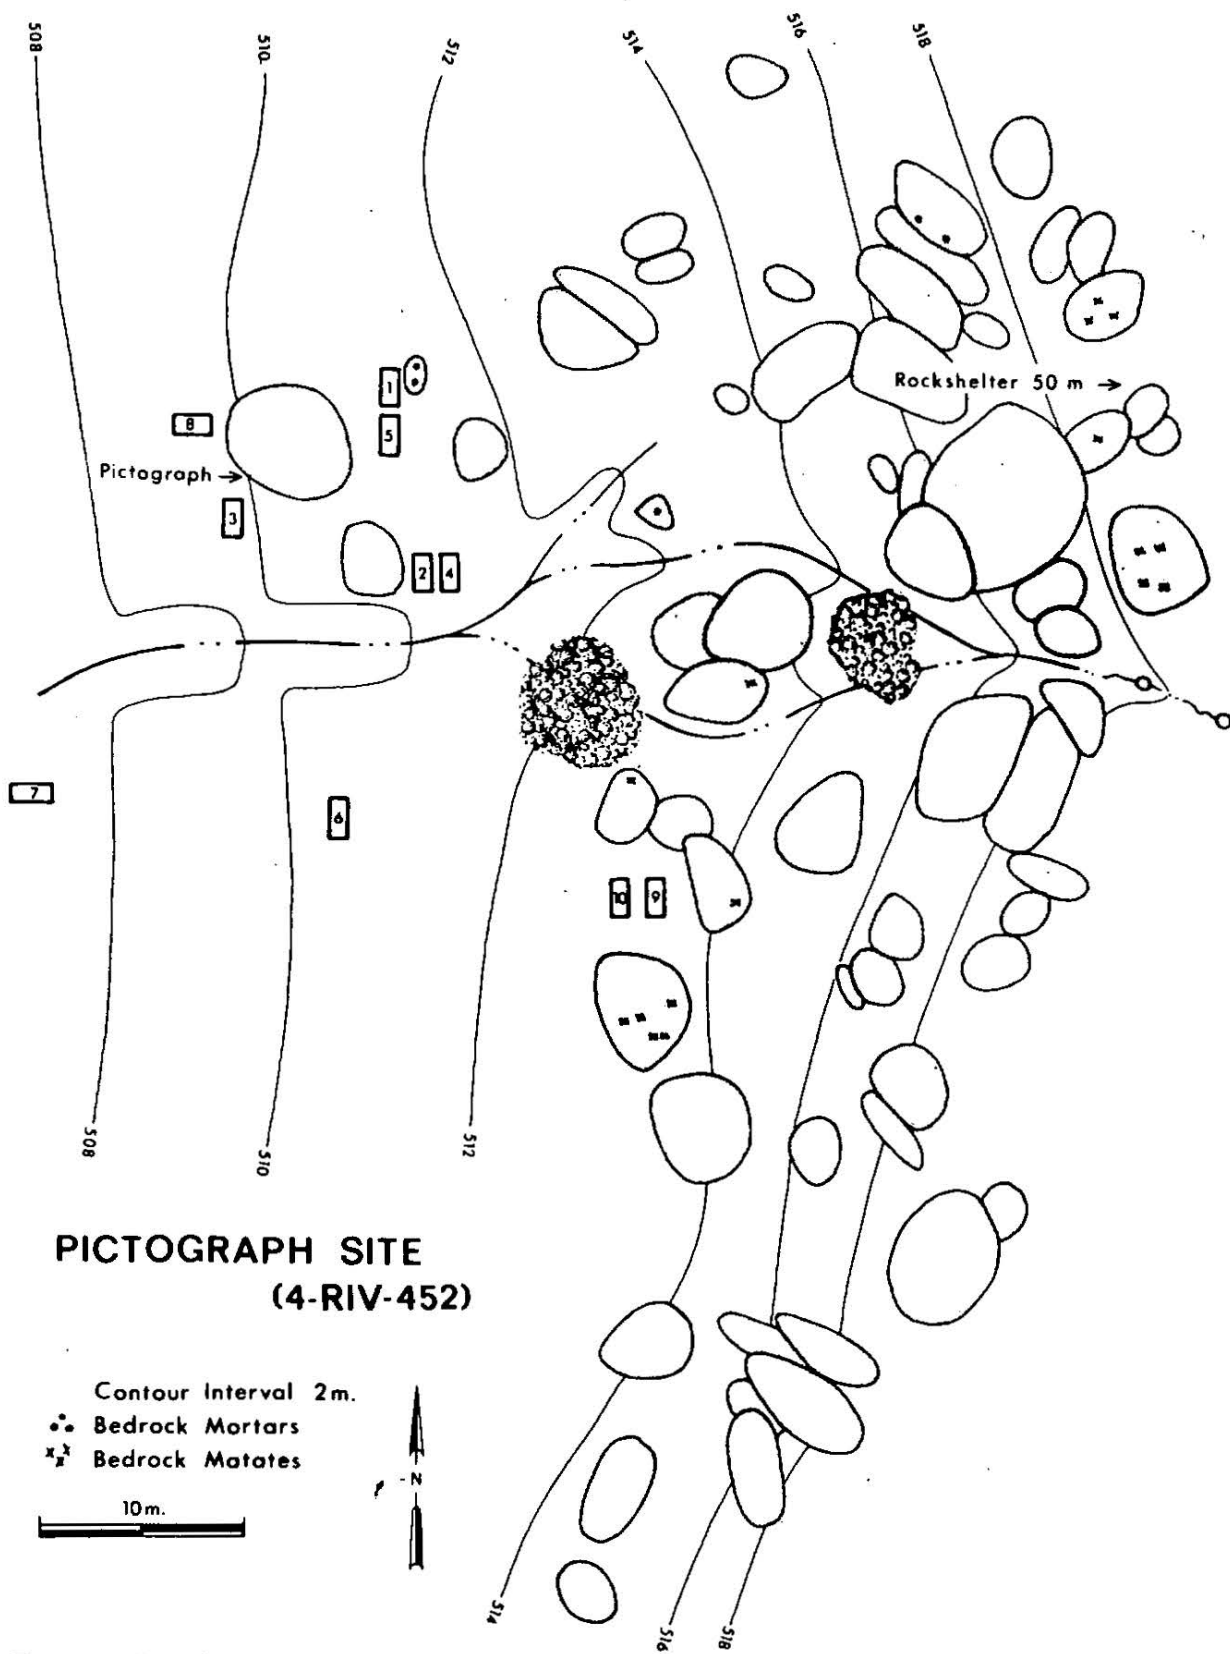 508
510
512
514
516
518
Rockshelter 50 m
1
8
5
Pictograph
3
2 4
7
6
10 9
508
510
512
PICTOGRAPH SITE
(4-RIV-452)
Contour Interval 2m.
Bedrock Mortars
Bedrock Matates
N
10m.
514
516
518